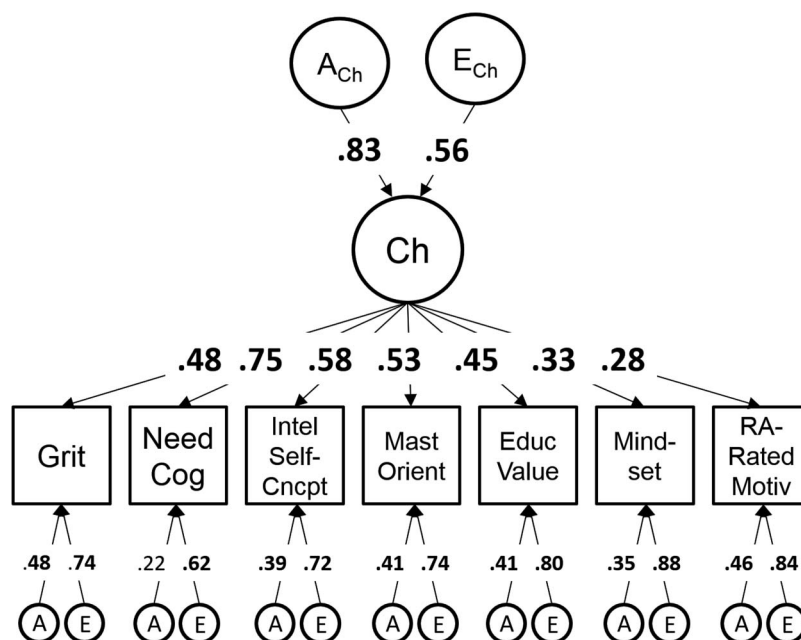 A_Ch E_Ch
.83 .56
Ch
.48 .75 .58 .53 .45 .33 .28
Grit
Need
Cog
Intel
Self-
Cncpt
Mast
Orient
Educ
Value
Mind-
set
RA-
Rated
Motiv
.48 .74 .22 .62 .39 .72 .41 .74 .41 .80 .35 .88 .46 .84
A E A E A E A E A E A E A E